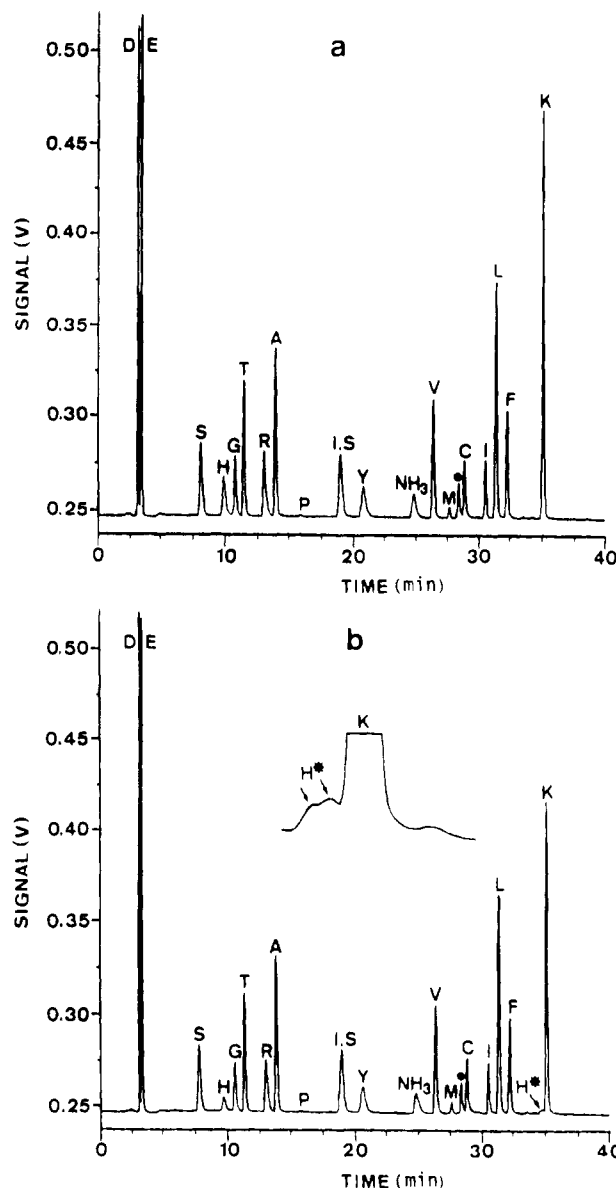 a
SIGNAL (V)
0.50
0.45
0.40
0.35
0.30
0.25
D E
S
H
G
T
R
A
P
I.S
Y
NH3
V
M
C
I
L
F
K
0 10 20 30 40
TIME (min)
b
SIGNAL (V)
0.50
0.45
0.40
0.35
0.30
0.25
D E
K
H*
S
H
G
T
R
A
P
I.S
Y
NH3
V
M
C
I
L
F
H*
K
0 10 20 30 40
TIME (min)